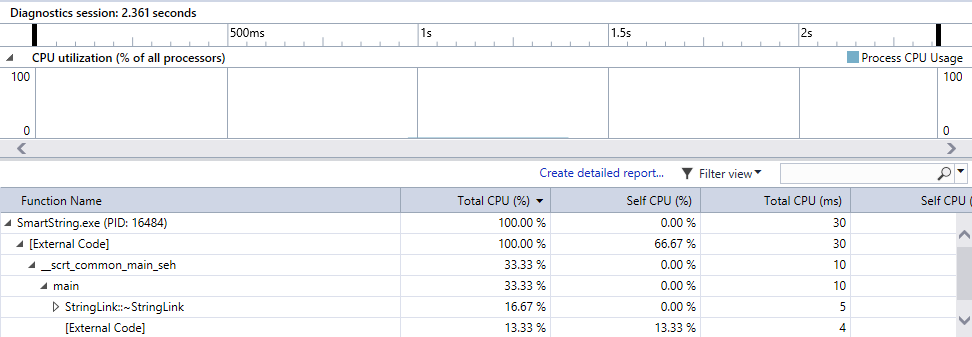 Diagnostics session: 2.361 seconds
500ms 1s 1.5s 2s
CPU utilization (% of all processors) Process CPU Usage
100 100
0 0
Create detailed report... Filter view
Function Name Total CPU (%) Self CPU (%) Total CPU (ms) Self CPU (
SmartString.exe (PID: 16484) 100.00 % 0.00 % 30
[External Code] 100.00 % 66.67 % 30
__scrt_common_main_seh 33.33 % 0.00 % 10
main 33.33 % 0.00 % 10
StringLink::~StringLink 16.67 % 0.00 % 5
[External Code] 13.33 % 13.33 % 4